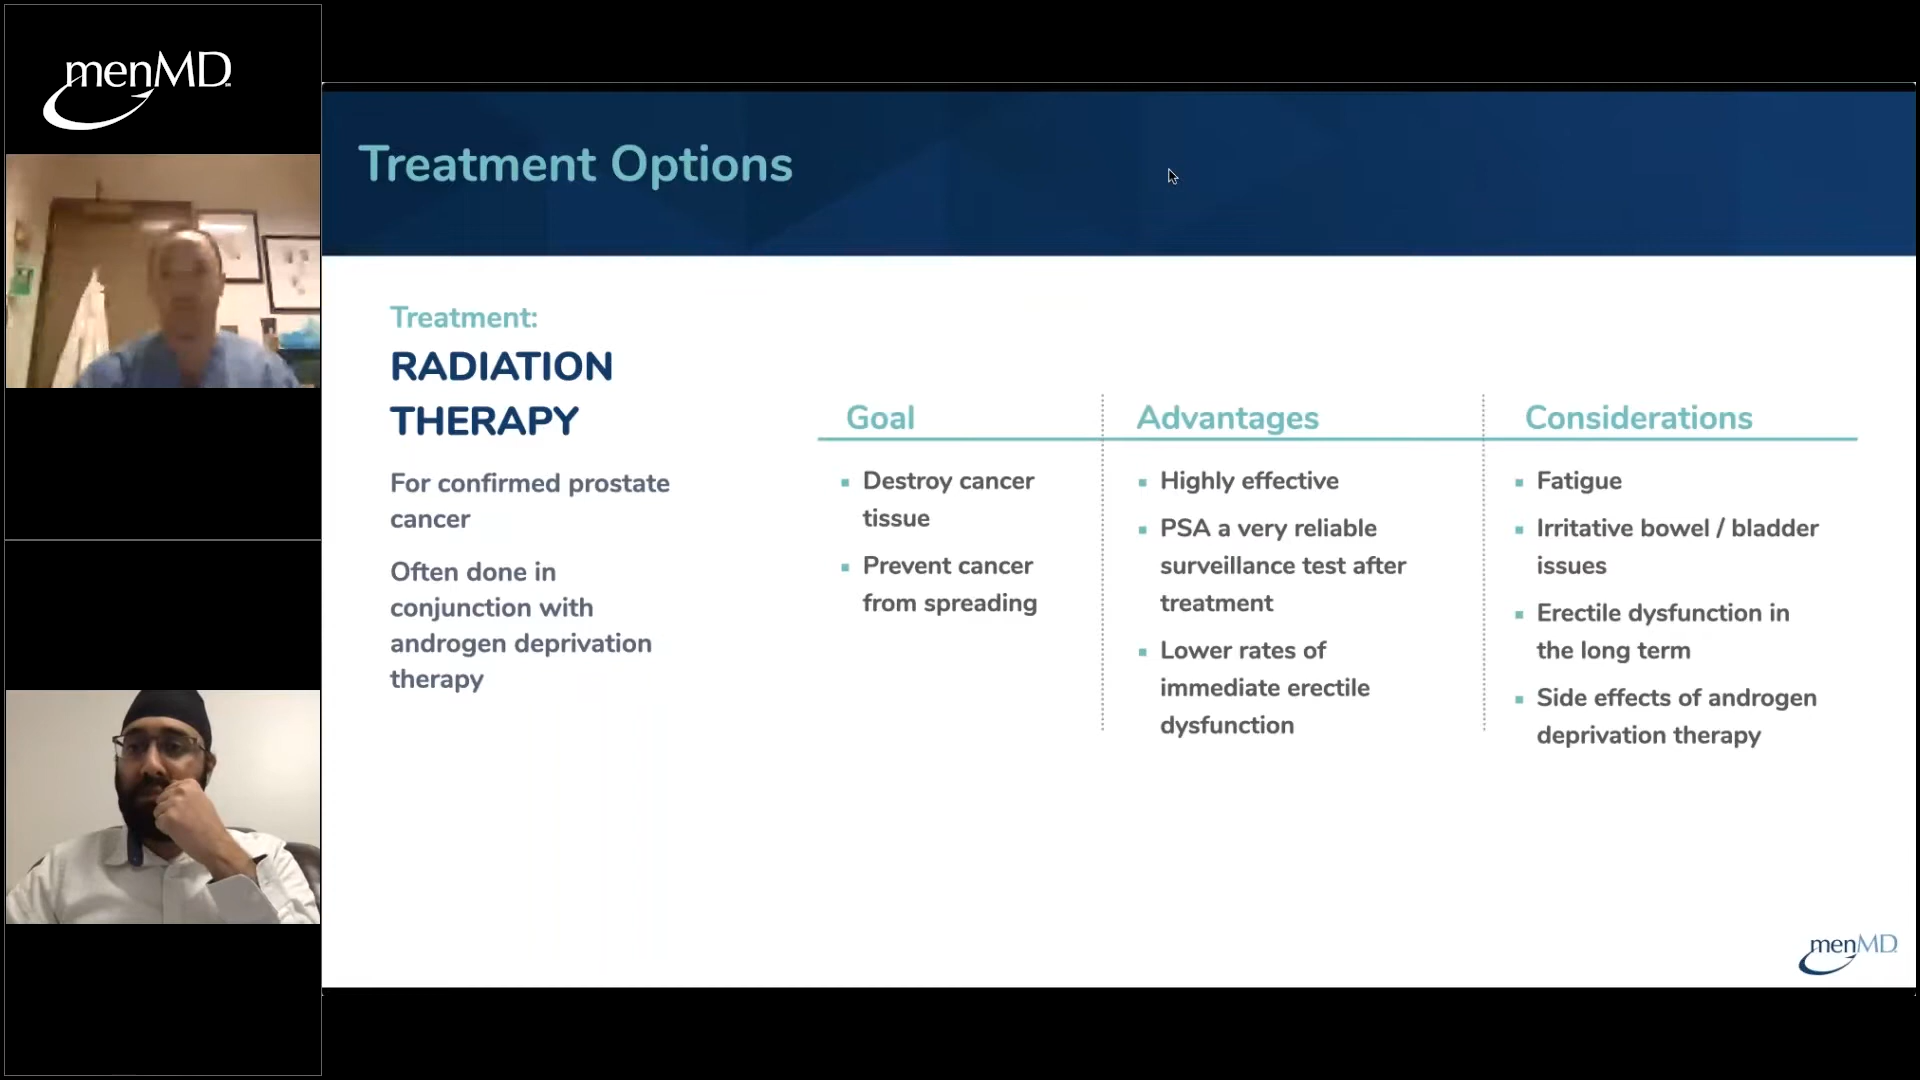 menMD
Treatment Options
Treatment:
RADIATION
THERAPY
For confirmed prostate
cancer
Often done in
conjunction with
androgen deprivation
therapy
Goal
Destroy cancer
tissue
Prevent cancer
from spreading
Advantages
Highly effective
PSA a very reliable
surveillance test after
treatment
Lower rates of
immediate erectile
dysfunction
Considerations
Fatigue
Irritative bowel / bladder
issues
Erectile dysfunction in
the long term
Side effects of androgen
deprivation therapy
menMD